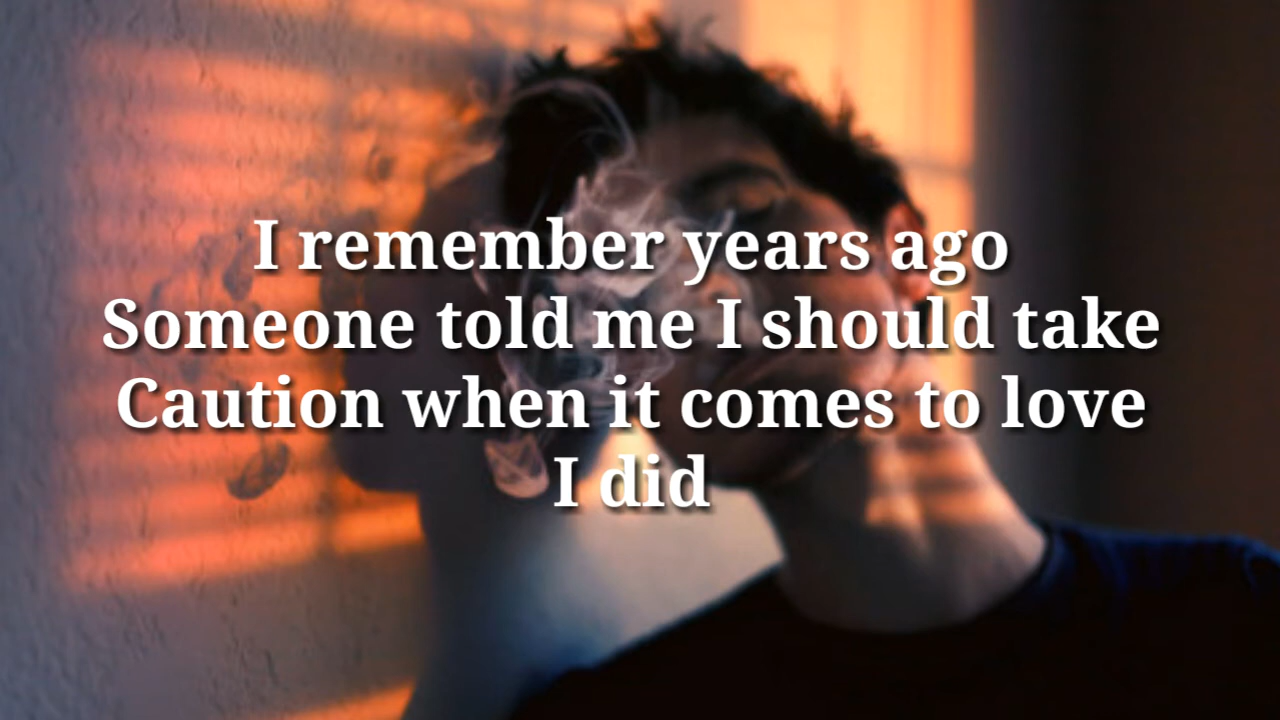 I remember years ago
Someone told me I should take
Caution when it comes to love
I did